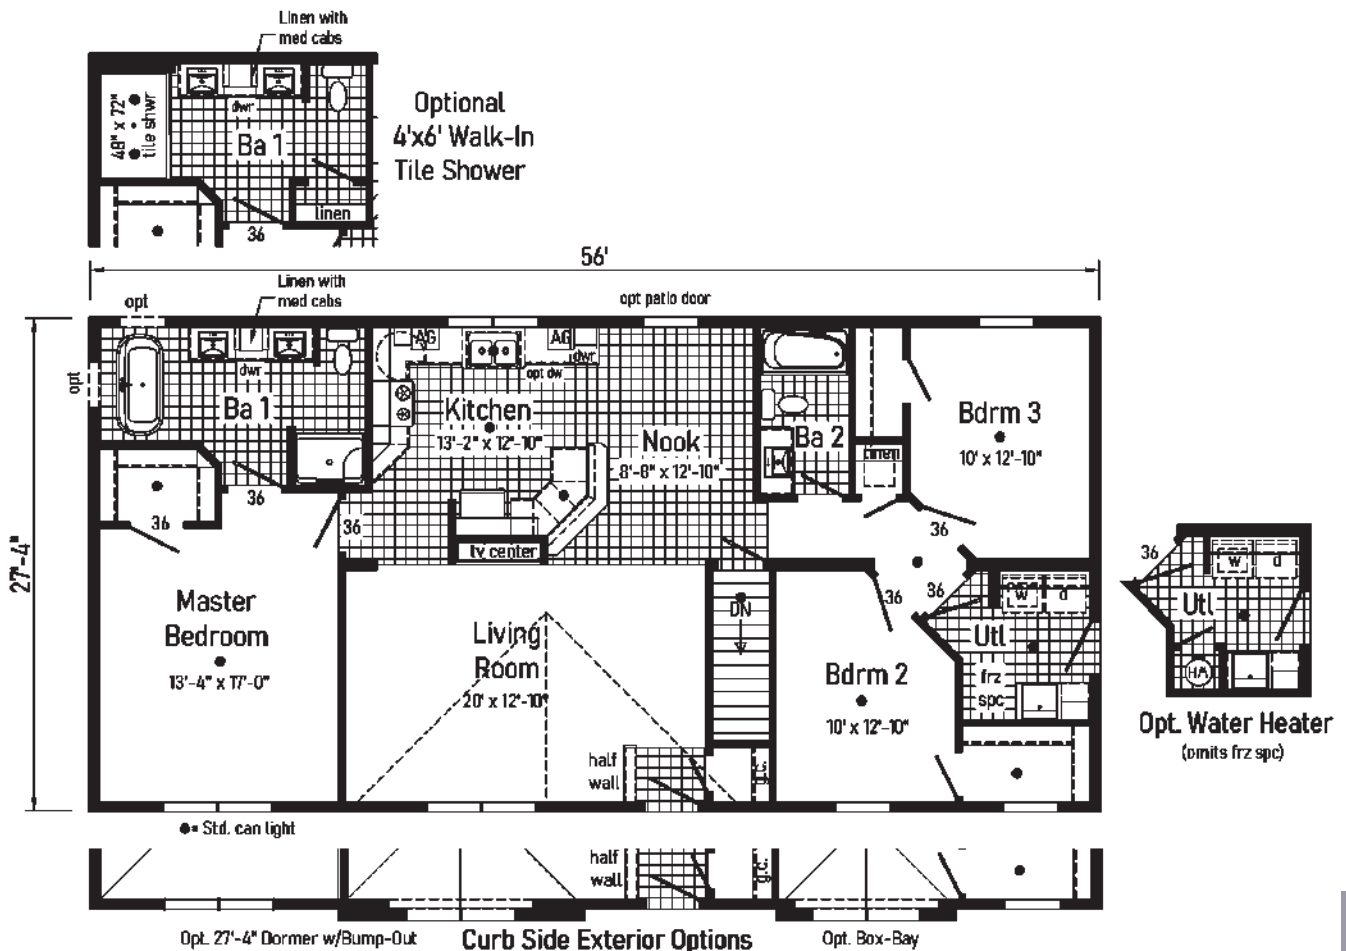 Linen with
med cabs
48" x 72"
tile shwr
dwr
Ba 1
linen
36
Optional
4'x6' Walk-In
Tile Shower
56'
27'-4"
opt
Linen with
med cabs
opt patio door
opt
dwr
Ba 1
36
36
36
AG
AG
dwr
opt dw
Kitchen
13'-2" x 12'-10"
Nook
8'-8" x 12'-10"
tv center
Ba 2
linen
Bdrm 3
10' x 12'-10"
36
36
36
Master
Bedroom
13'-4" x 17'-0"
Living
Room
20' x 12'-10"
DN
half
wall
g.c.
Bdrm 2
10' x 12'-10"
w
d
Utl
frz
spc
36
w
d
Utl
HW
Opt. Water Heater
(omits frz spc)
●= Std. can light
half
wall
g.c.
Opt. 27'-4" Dormer w/Bump-Out
Curb Side Exterior Options
Opt. Box-Bay